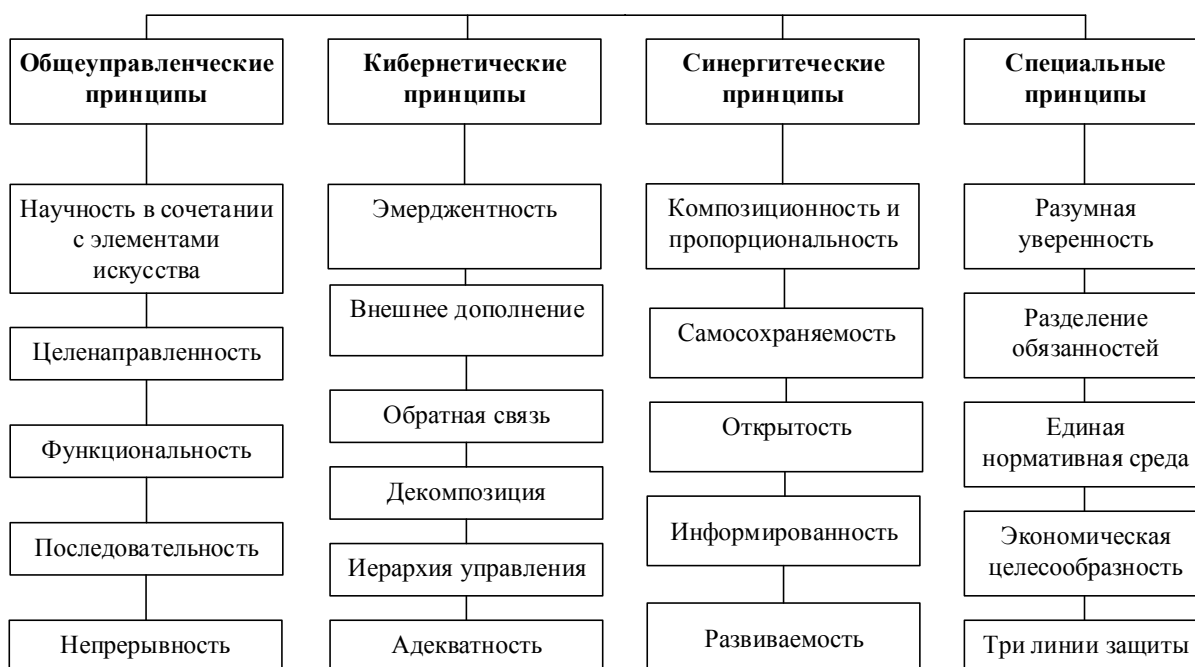 Общеуправленческие
принципы
Научность в сочетании
с элементами
искусства
Целенаправленность
Функциональность
Последовательность
Непрерывность
Кибернетические
принципы
Эмерджентность
Внешнее дополнение
Обратная связь
Декомпозиция
Иерархия управления
Адекватность
Синергитеческие
принципы
Композиционность и
пропорциональность
Самосохраняемость
Открытость
Информированность
Развиваемость
Специальные
принципы
Разумная
уверенность
Разделение
обязанностей
Единая
нормативная среда
Экономическая
целесообразность
Три линии защиты